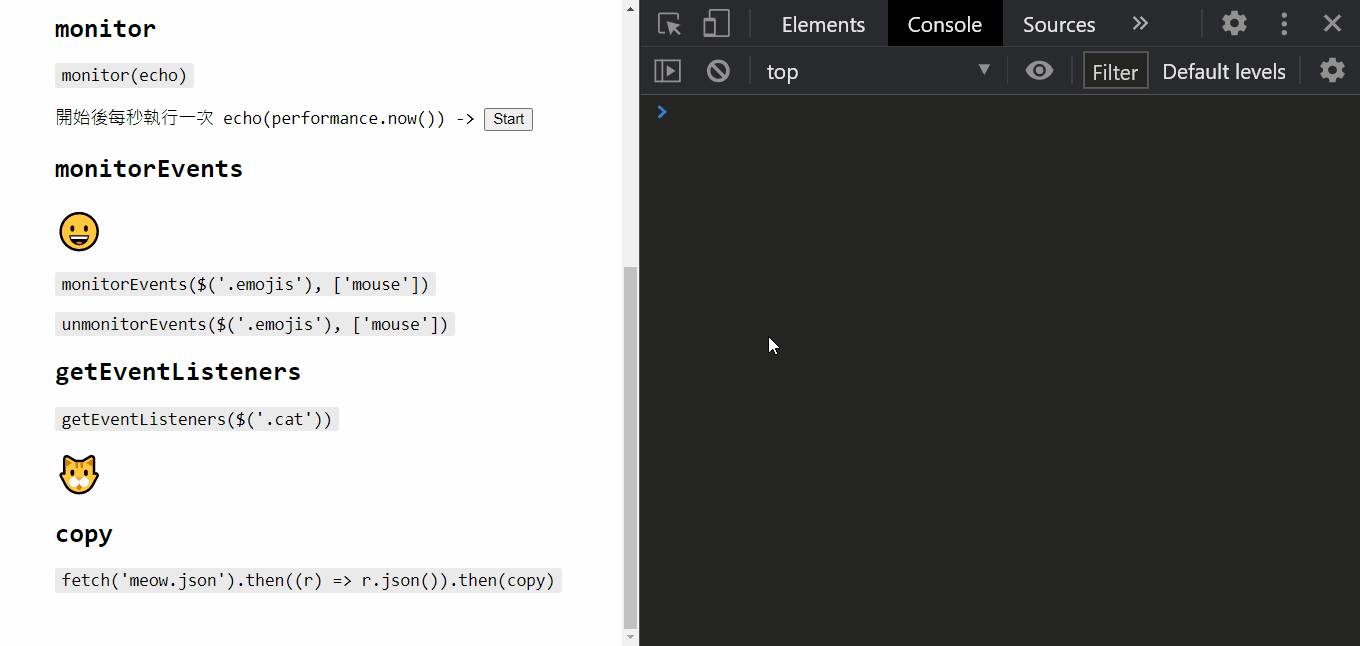 monitor
monitor(echo)
開始後每秒執行一次 echo(performance.now()) -> Start
monitorEvents
monitorEvents($('.emojis'), ['mouse'])
unmonitorEvents($('.emojis'), ['mouse'])
getEventListeners
getEventListeners($('.cat'))
copy
fetch('meow.json').then((r) => r.json()).then(copy)
Elements Console Sources
top Filter Default levels